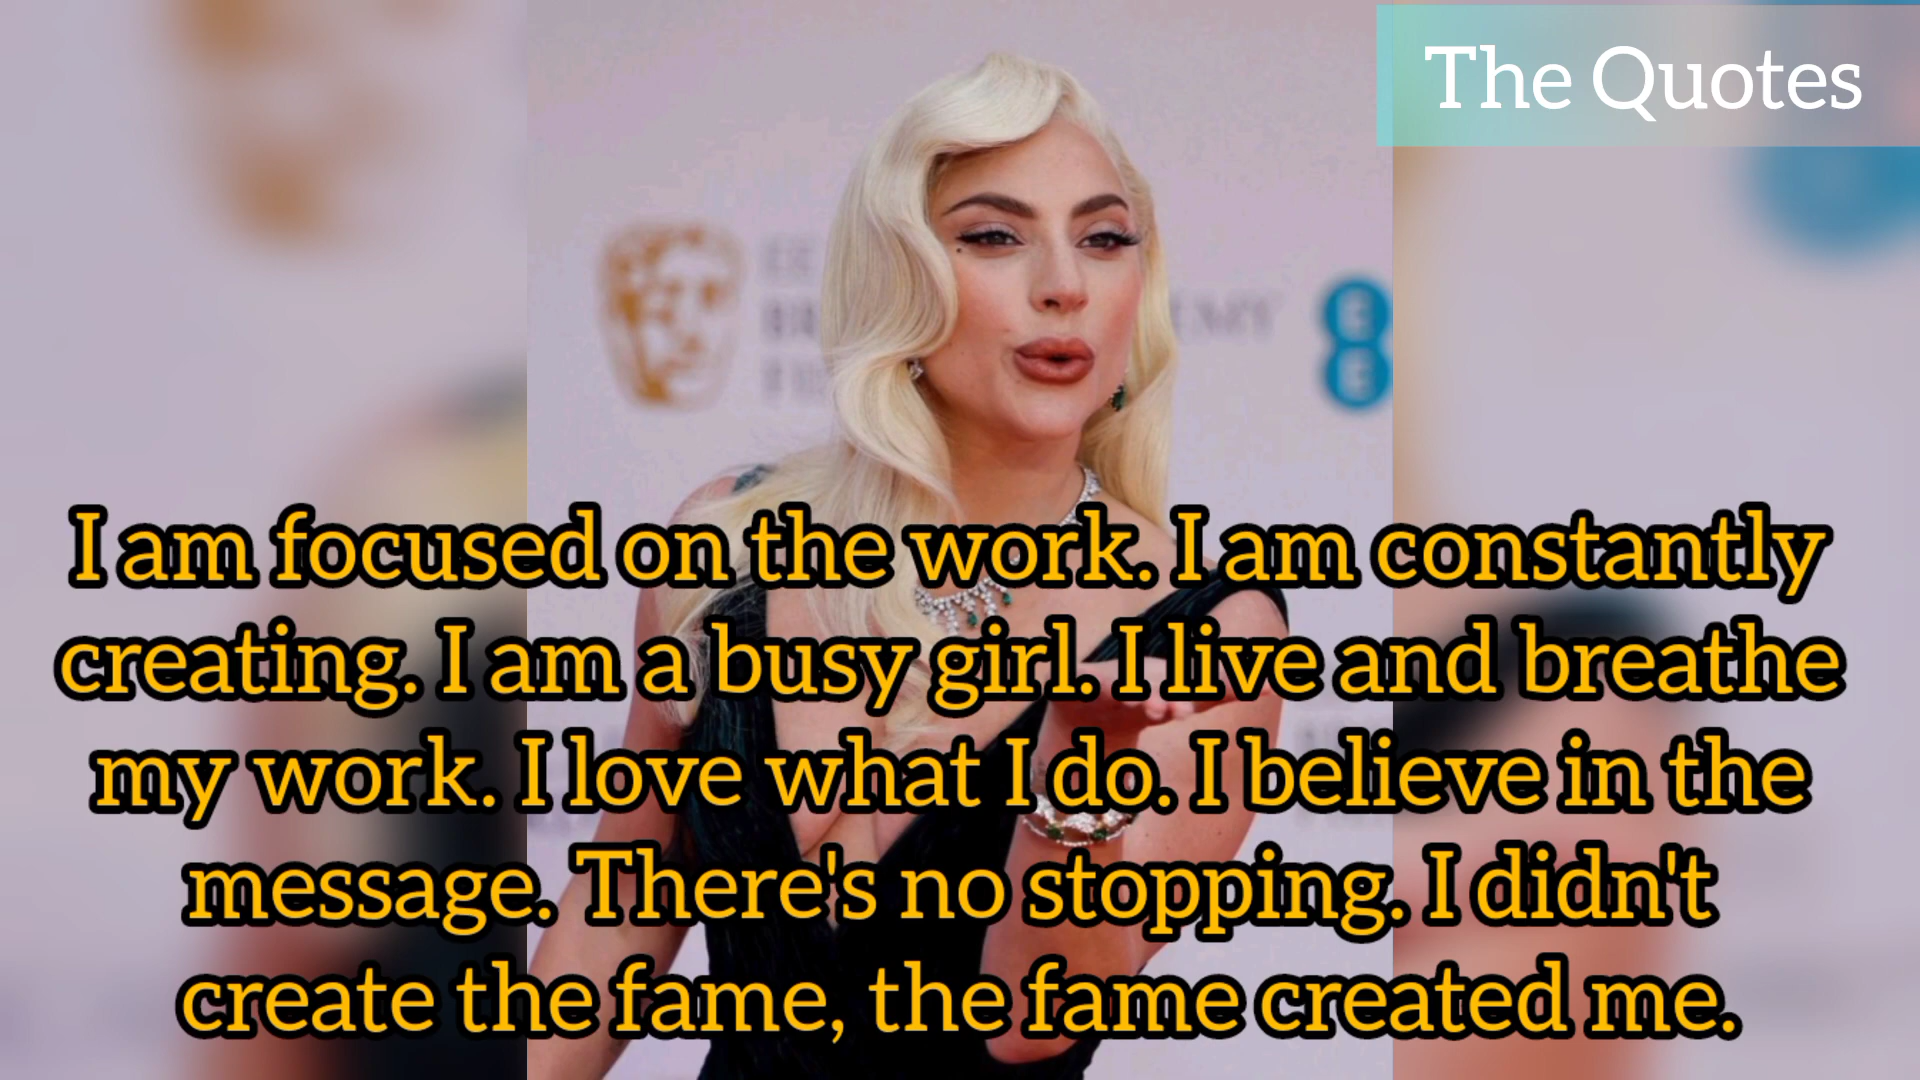 The Quotes
EE
E
E
I am focused on the work. I am constantly
creating. I am a busy girl. I live and breathe
my work. I love what I do. I believe in the
message. There's no stopping. I didn't
create the fame, the fame created me.